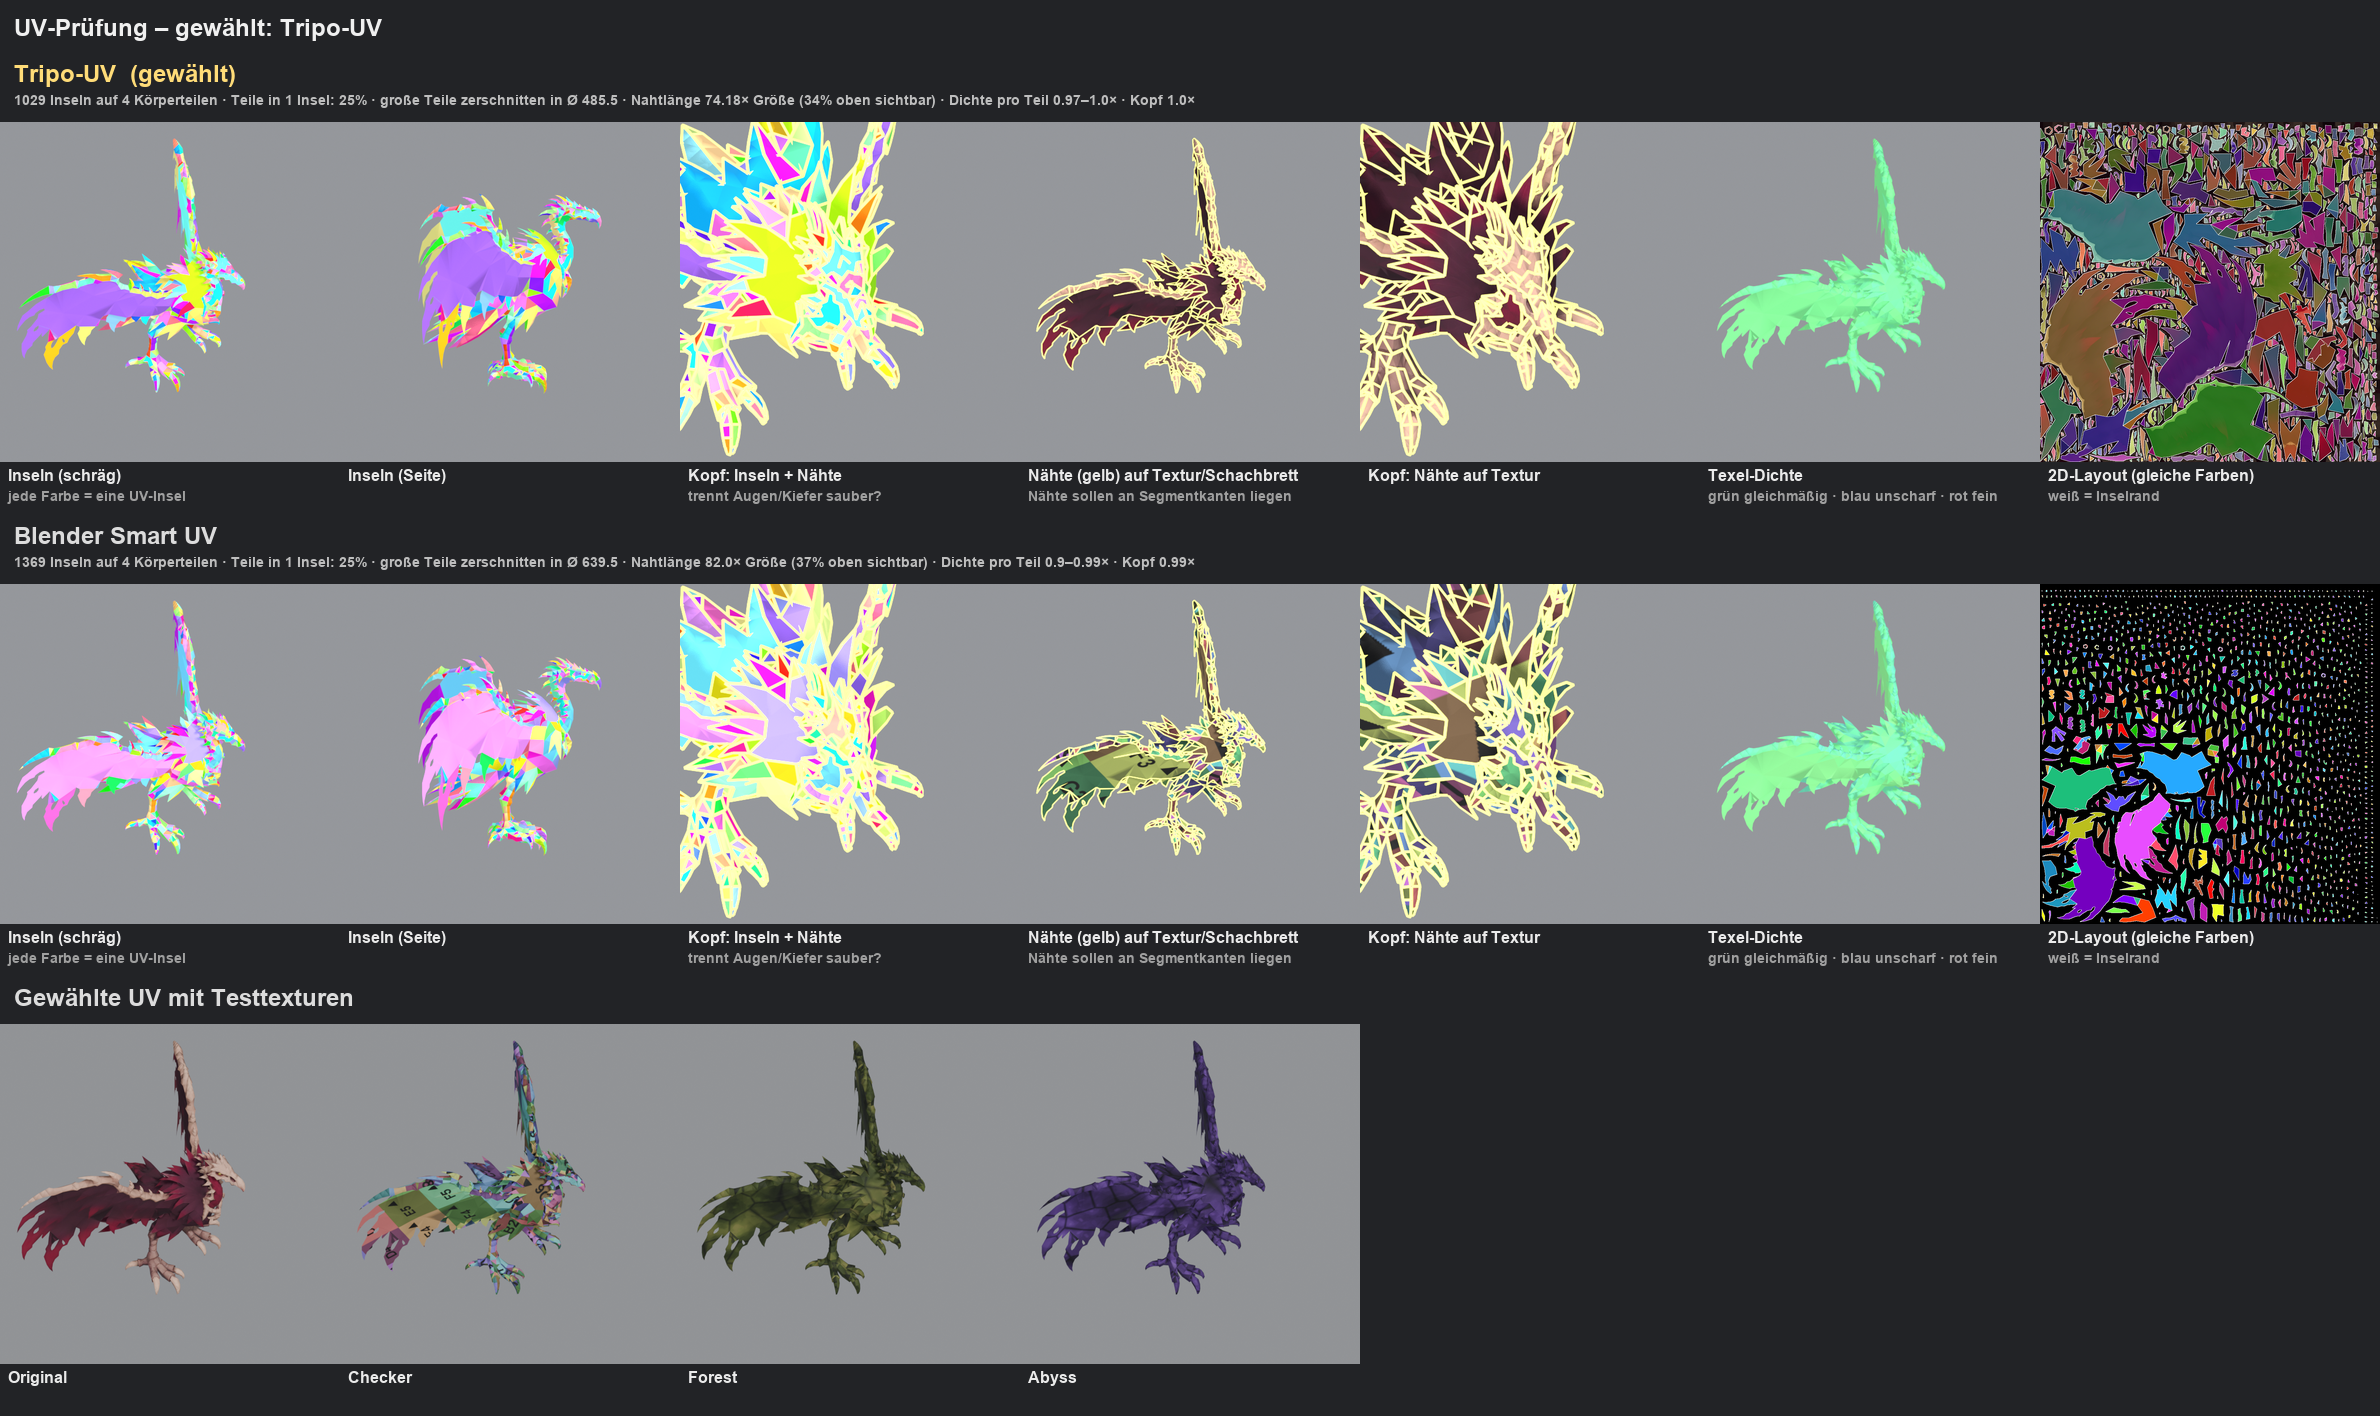 UV-Prüfung – gewählt: Tripo-UV
Tripo-UV (gewählt)
1029 Inseln auf 4 Körperteilen · Teile in 1 Insel: 25% · große Teile zerschnitten in Ø 485.5 · Nahtlänge 74.18× Größe (34% oben sichtbar) · Dichte pro Teil 0.97–1.0× · Kopf 1.0×
Inseln (schräg)
jede Farbe = eine UV-Insel
Inseln (Seite)
Kopf: Inseln + Nähte
trennt Augen/Kiefer sauber?
Nähte (gelb) auf Textur/Schachbrett
Nähte sollen an Segmentkanten liegen
Kopf: Nähte auf Textur
Texel-Dichte
grün gleichmäßig · blau unscharf · rot fein
2D-Layout (gleiche Farben)
weiß = Inselrand
Blender Smart UV
1369 Inseln auf 4 Körperteilen · Teile in 1 Insel: 25% · große Teile zerschnitten in Ø 639.5 · Nahtlänge 82.0× Größe (37% oben sichtbar) · Dichte pro Teil 0.9–0.99× · Kopf 0.99×
Inseln (schräg)
jede Farbe = eine UV-Insel
Inseln (Seite)
Kopf: Inseln + Nähte
trennt Augen/Kiefer sauber?
Nähte (gelb) auf Textur/Schachbrett
Nähte sollen an Segmentkanten liegen
Kopf: Nähte auf Textur
Texel-Dichte
grün gleichmäßig · blau unscharf · rot fein
2D-Layout (gleiche Farben)
weiß = Inselrand
Gewählte UV mit Testtexturen
Original
Checker
Forest
Abyss